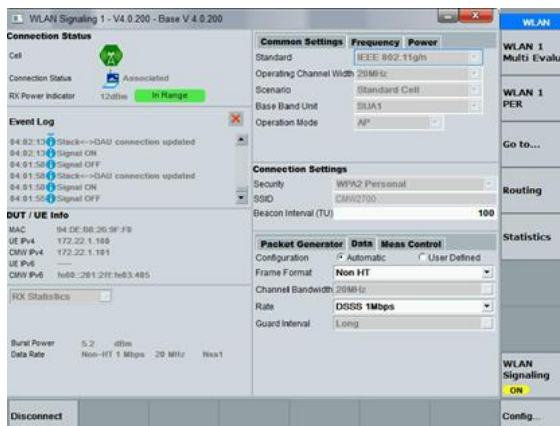 WLAN Signaling 1 - V4.0.200 - Base V 4.0.200
WLAN
Connection Status
Cell
Connection Status Associated
RX Power Indicator 12dBm In Range
Event Log
04:02:13 Stack<->DAU connection updated
04:02:13 Signal ON
04:01:58 Signal OFF
04:01:58 Stack<->DAU connection updated
04:01:58 Signal ON
04:01:55 Signal OFF
DUT / UE Info
MAC
UE IPv4 172.22.1.100
CMW IPv4 172.22.1.101
UE IPv6 ----
CMW IPv6
RX Statistics
Burst Power 5.2 dBm
Data Rate Non-HT 1 Mbps 20 MHz Nss1
Disconnect
Common Settings Frequency Power
Standard IEEE 802.11g/n
Operating Channel Width 20MHz
Scenario Standard Cell
Base Band Unit SUA1
Operation Mode AP
Connection Settings
Security WPA2 Personal
SSID CMW2700
Beacon Interval (TU) 100
Packet Generator Data Meas Control
Configuration Automatic User Defined
Frame Format Non HT
Channel Bandwidth 20MHz
Rate DSSS 1Mbps
Guard Interval Long
WLAN 1
Multi Evalu
WLAN 1
PER
Go to...
Routing
Statistics
WLAN
Signaling
ON
Config...